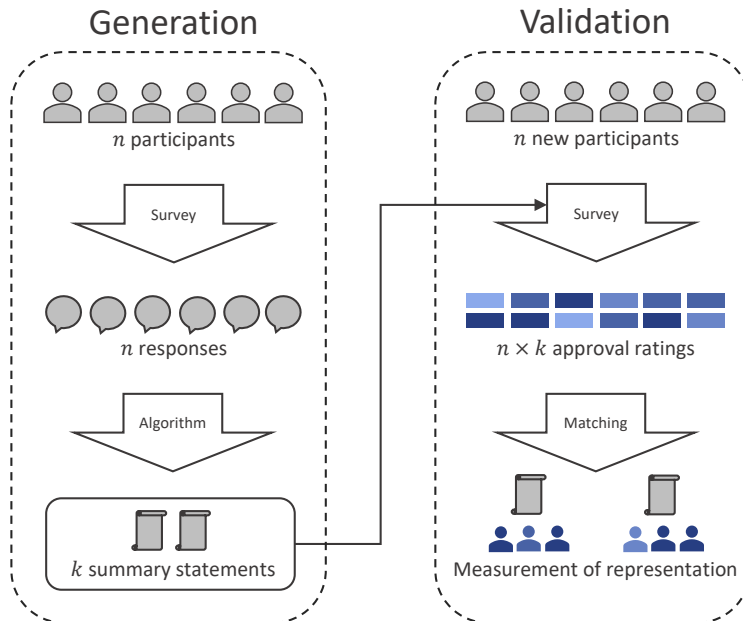 Generation
n participants
Survey
n responses
Algorithm
k summary statements
Validation
n new participants
Survey
n × k approval ratings
Matching
Measurement of representation